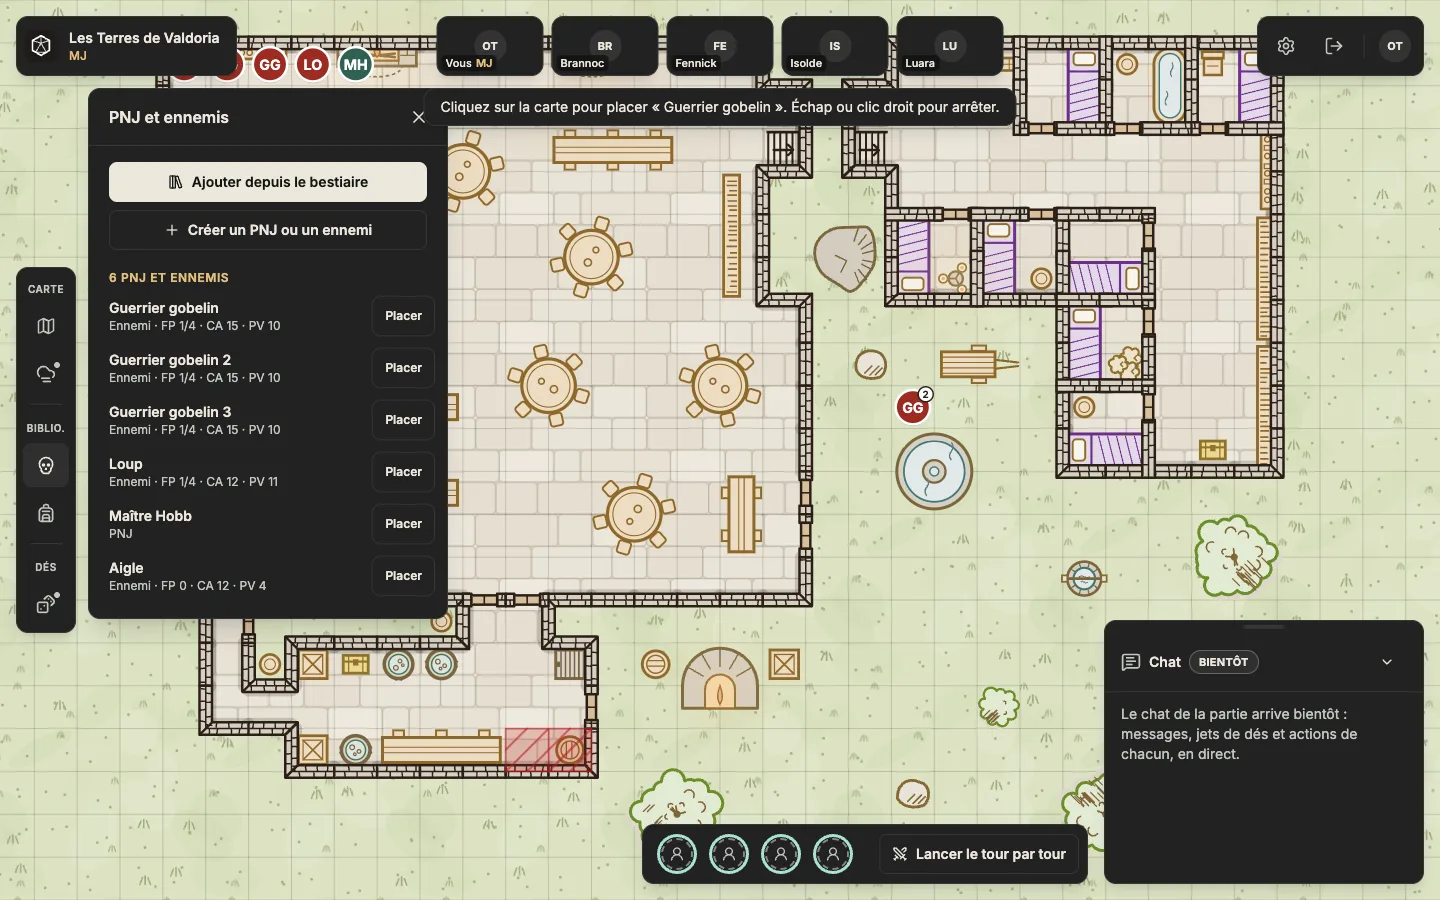 Les Terres de Valdoria
MJ
GG
LO
MH
OT
Vous MJ
BR
Brannoc
FE
Fennick
IS
Isolde
LU
Luara
OT
Cliquez sur la carte pour placer « Guerrier gobelin ». Échap ou clic droit pour arrêter.
PNJ et ennemis
Ajouter depuis le bestiaire
Créer un PNJ ou un ennemi
6 PNJ ET ENNEMIS
Guerrier gobelin
Ennemi · FP 1/4 · CA 15 · PV 10
Placer
Guerrier gobelin 2
Ennemi · FP 1/4 · CA 15 · PV 10
Placer
Guerrier gobelin 3
Ennemi · FP 1/4 · CA 15 · PV 10
Placer
Loup
Ennemi · FP 1/4 · CA 12 · PV 11
Placer
Maître Hobb
PNJ
Placer
Aigle
Ennemi · FP 0 · CA 12 · PV 4
Placer
CARTE
BIBLIO.
DÉS
GG
2
Chat
BIENTÔT
Le chat de la partie arrive bientôt :
messages, jets de dés et actions de
chacun, en direct.
Lancer le tour par tour